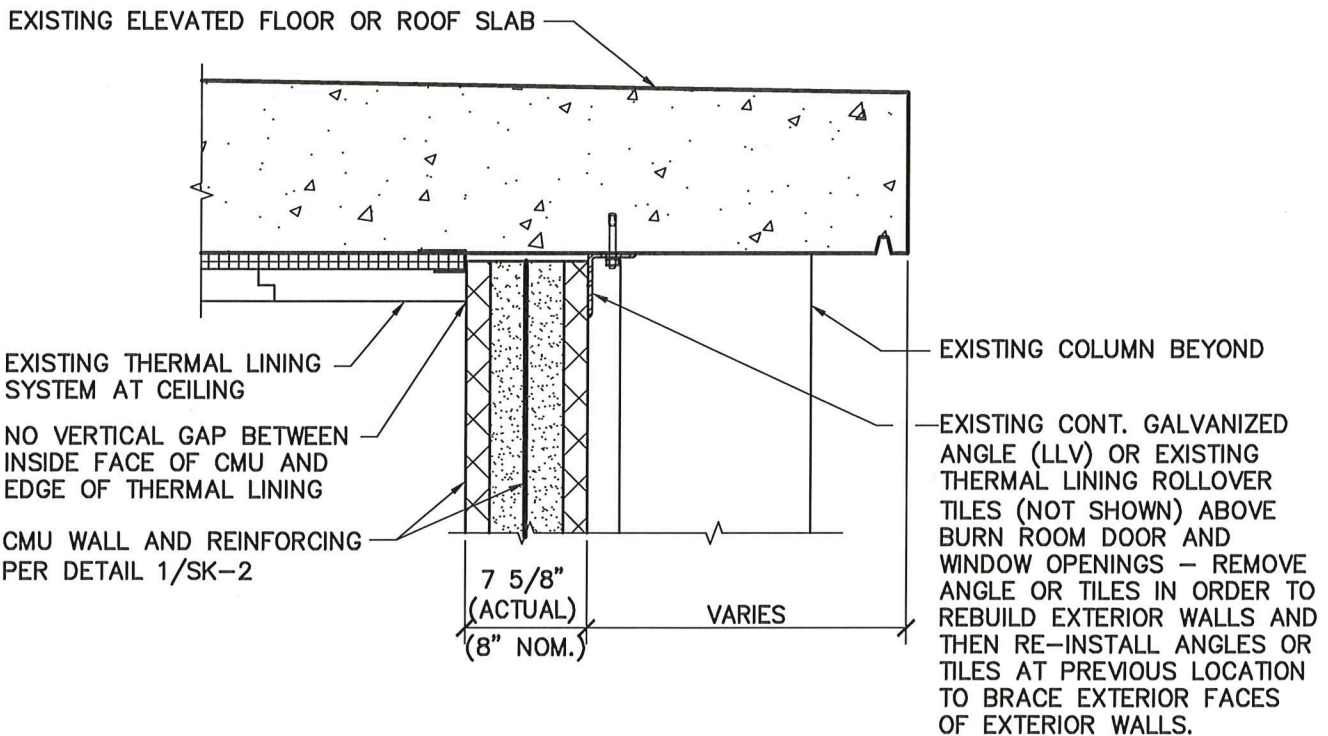 EXISTING ELEVATED FLOOR OR ROOF SLAB
EXISTING THERMAL LINING
SYSTEM AT CEILING
NO VERTICAL GAP BETWEEN
INSIDE FACE OF CMU AND
EDGE OF THERMAL LINING
CMU WALL AND REINFORCING
PER DETAIL 1/SK-2
7 5/8"
(ACTUAL)
(8" NOM.)
VARIES
EXISTING COLUMN BEYOND
EXISTING CONT. GALVANIZED
ANGLE (LLV) OR EXISTING
THERMAL LINING ROLLOVER
TILES (NOT SHOWN) ABOVE
BURN ROOM DOOR AND
WINDOW OPENINGS – REMOVE
ANGLE OR TILES IN ORDER TO
REBUILD EXTERIOR WALLS AND
THEN RE-INSTALL ANGLES OR
TILES AT PREVIOUS LOCATION
TO BRACE EXTERIOR FACES
OF EXTERIOR WALLS.